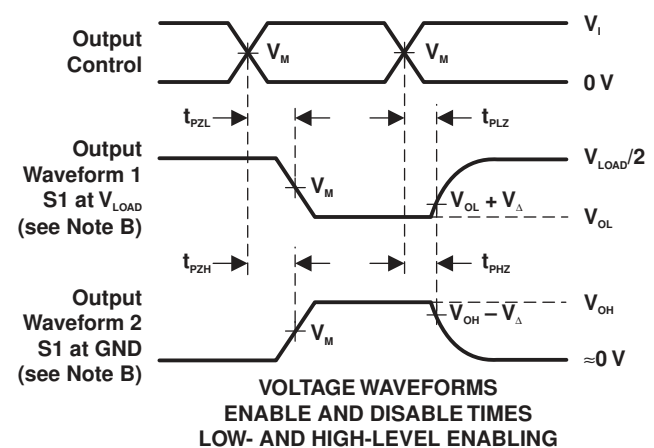 Output
Control
V_M
V_M
V_I
0 V
t_PZL
t_PLZ
Output
Waveform 1
S1 at V_LOAD
(see Note B)
V_M
V_LOAD/2
V_OL + V_Δ
V_OL
t_PZH
t_PHZ
Output
Waveform 2
S1 at GND
(see Note B)
V_M
V_OH
V_OH – V_Δ
≈0 V
VOLTAGE WAVEFORMS
ENABLE AND DISABLE TIMES
LOW- AND HIGH-LEVEL ENABLING